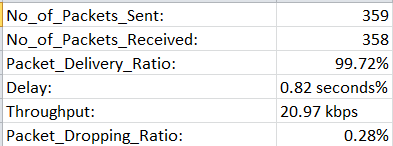 No_of_Packets_Sent: 359
No_of_Packets_Received: 358
Packet_Delivery_Ratio: 99.72%
Delay: 0.82 seconds%
Throughput: 20.97 kbps
Packet_Dropping_Ratio: 0.28%